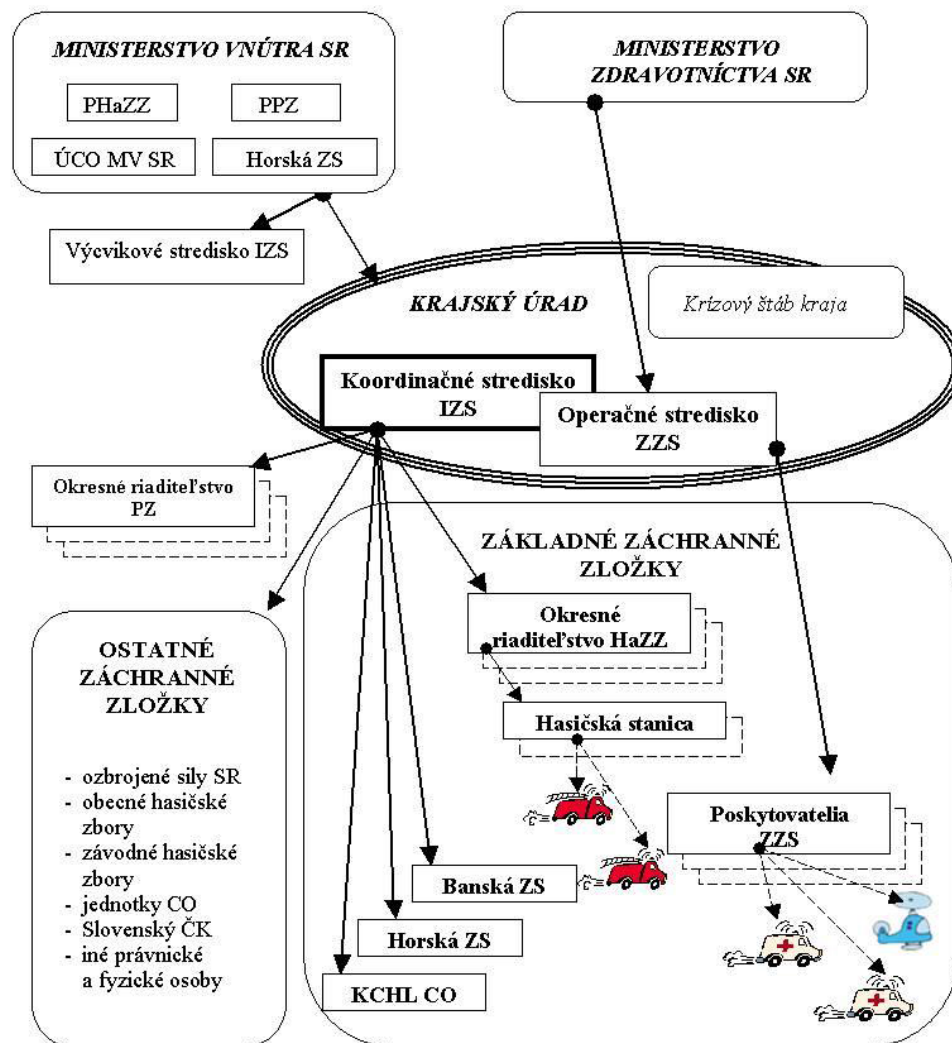 MINISTERSTVO VNÚTRA SR
PHaZZ
PPZ
ÚCO MV SR
Horská ZS
MINISTERSTVO
ZDRAVOTNÍCTVA SR
Výcvikové stredisko IZS
KRAJSKÝ ÚRAD
Krízový štáb kraja
Koordinačné stredisko
IZS
Operačné stredisko
ZZS
Okresné riaditeľstvo
PZ
ZÁKLADNÉ ZÁCHRANNÉ
ZLOŽKY
Okresné
riaditeľstvo HaZZ
Hasičská stanica
Poskytovatelia
ZZS
Banská ZS
Horská ZS
KCHL CO
OSTATNÉ
ZÁCHRANNÉ
ZLOŽKY
- ozbrojené sily SR
- obecné hasičské
zbory
- závodné hasičské
zbory
- jednotky CO
- Slovenský ČK
- iné právnické
a fyzické osoby